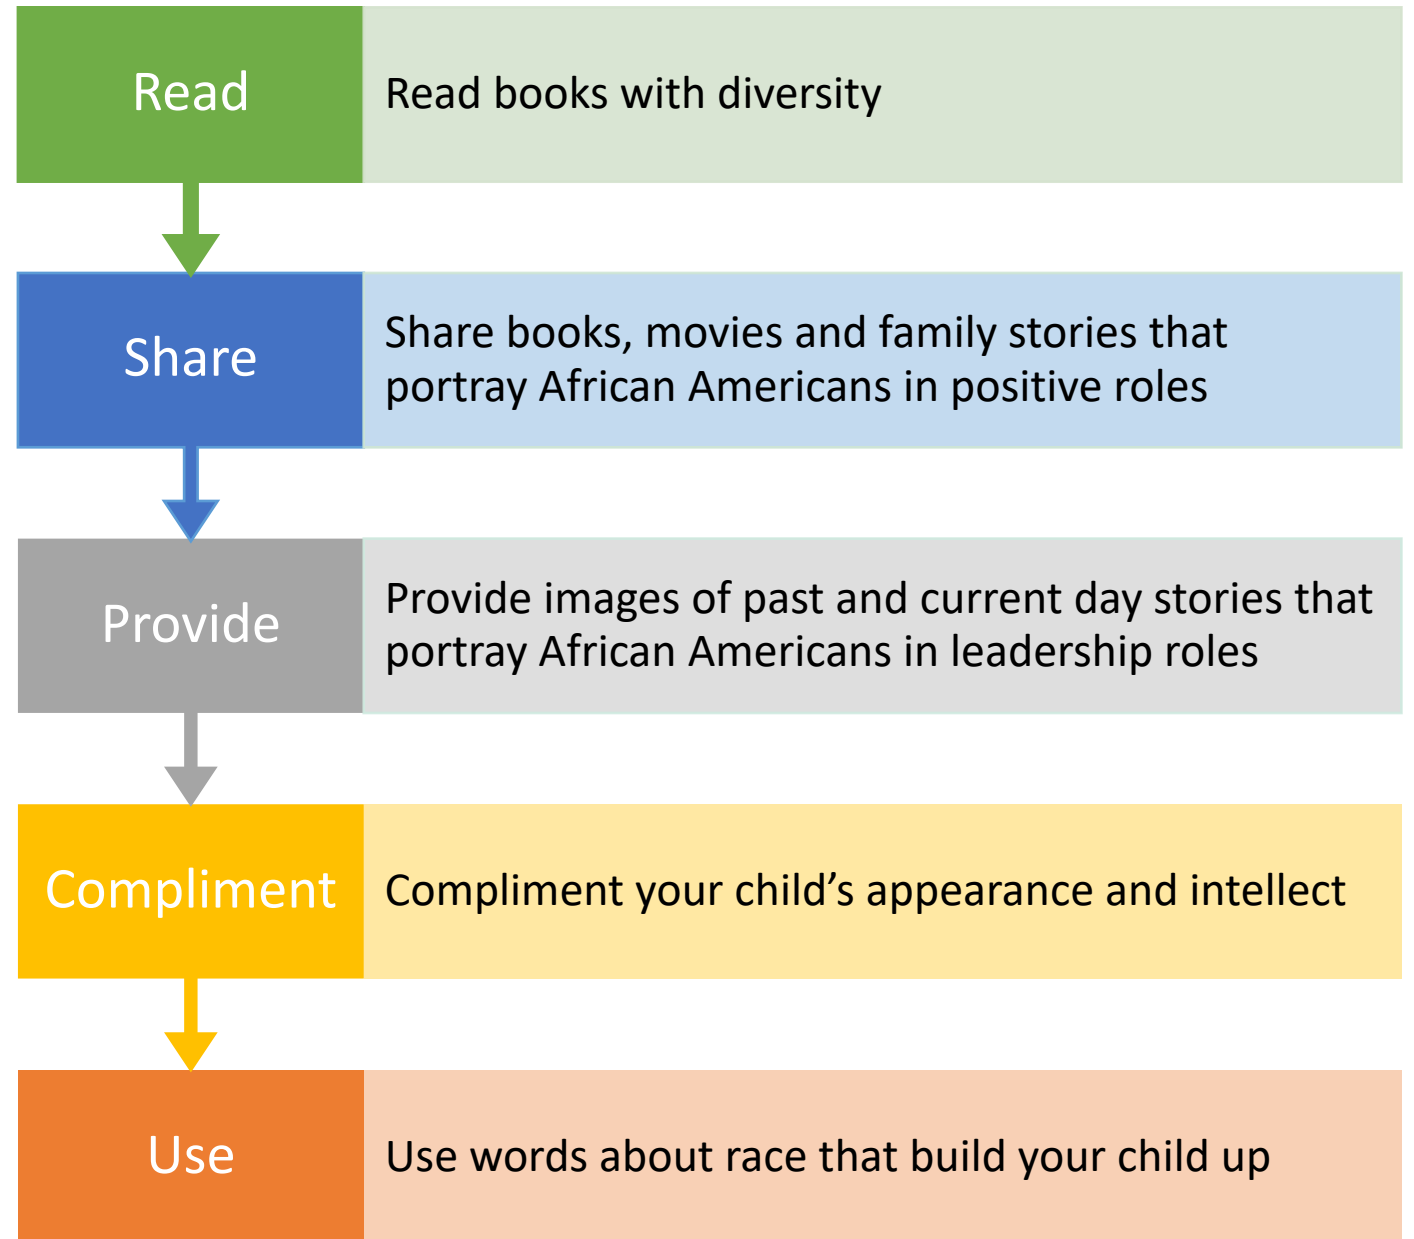 Read
Read books with diversity
Share
Share books, movies and family stories that
portray African Americans in positive roles
Provide
Provide images of past and current day stories that
portray African Americans in leadership roles
Compliment
Compliment your child’s appearance and intellect
Use
Use words about race that build your child up